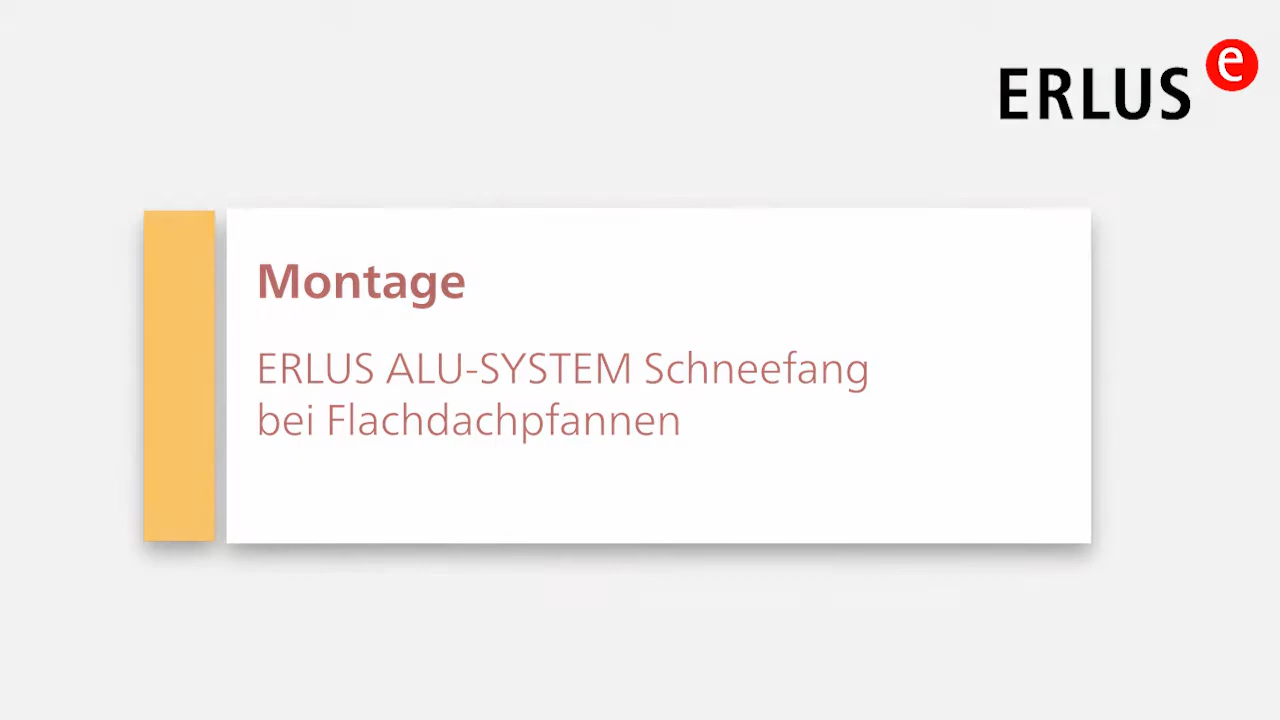 ERLUS e
Montage
ERLUS ALU-SYSTEM Schneefang
bei Flachdachpfannen